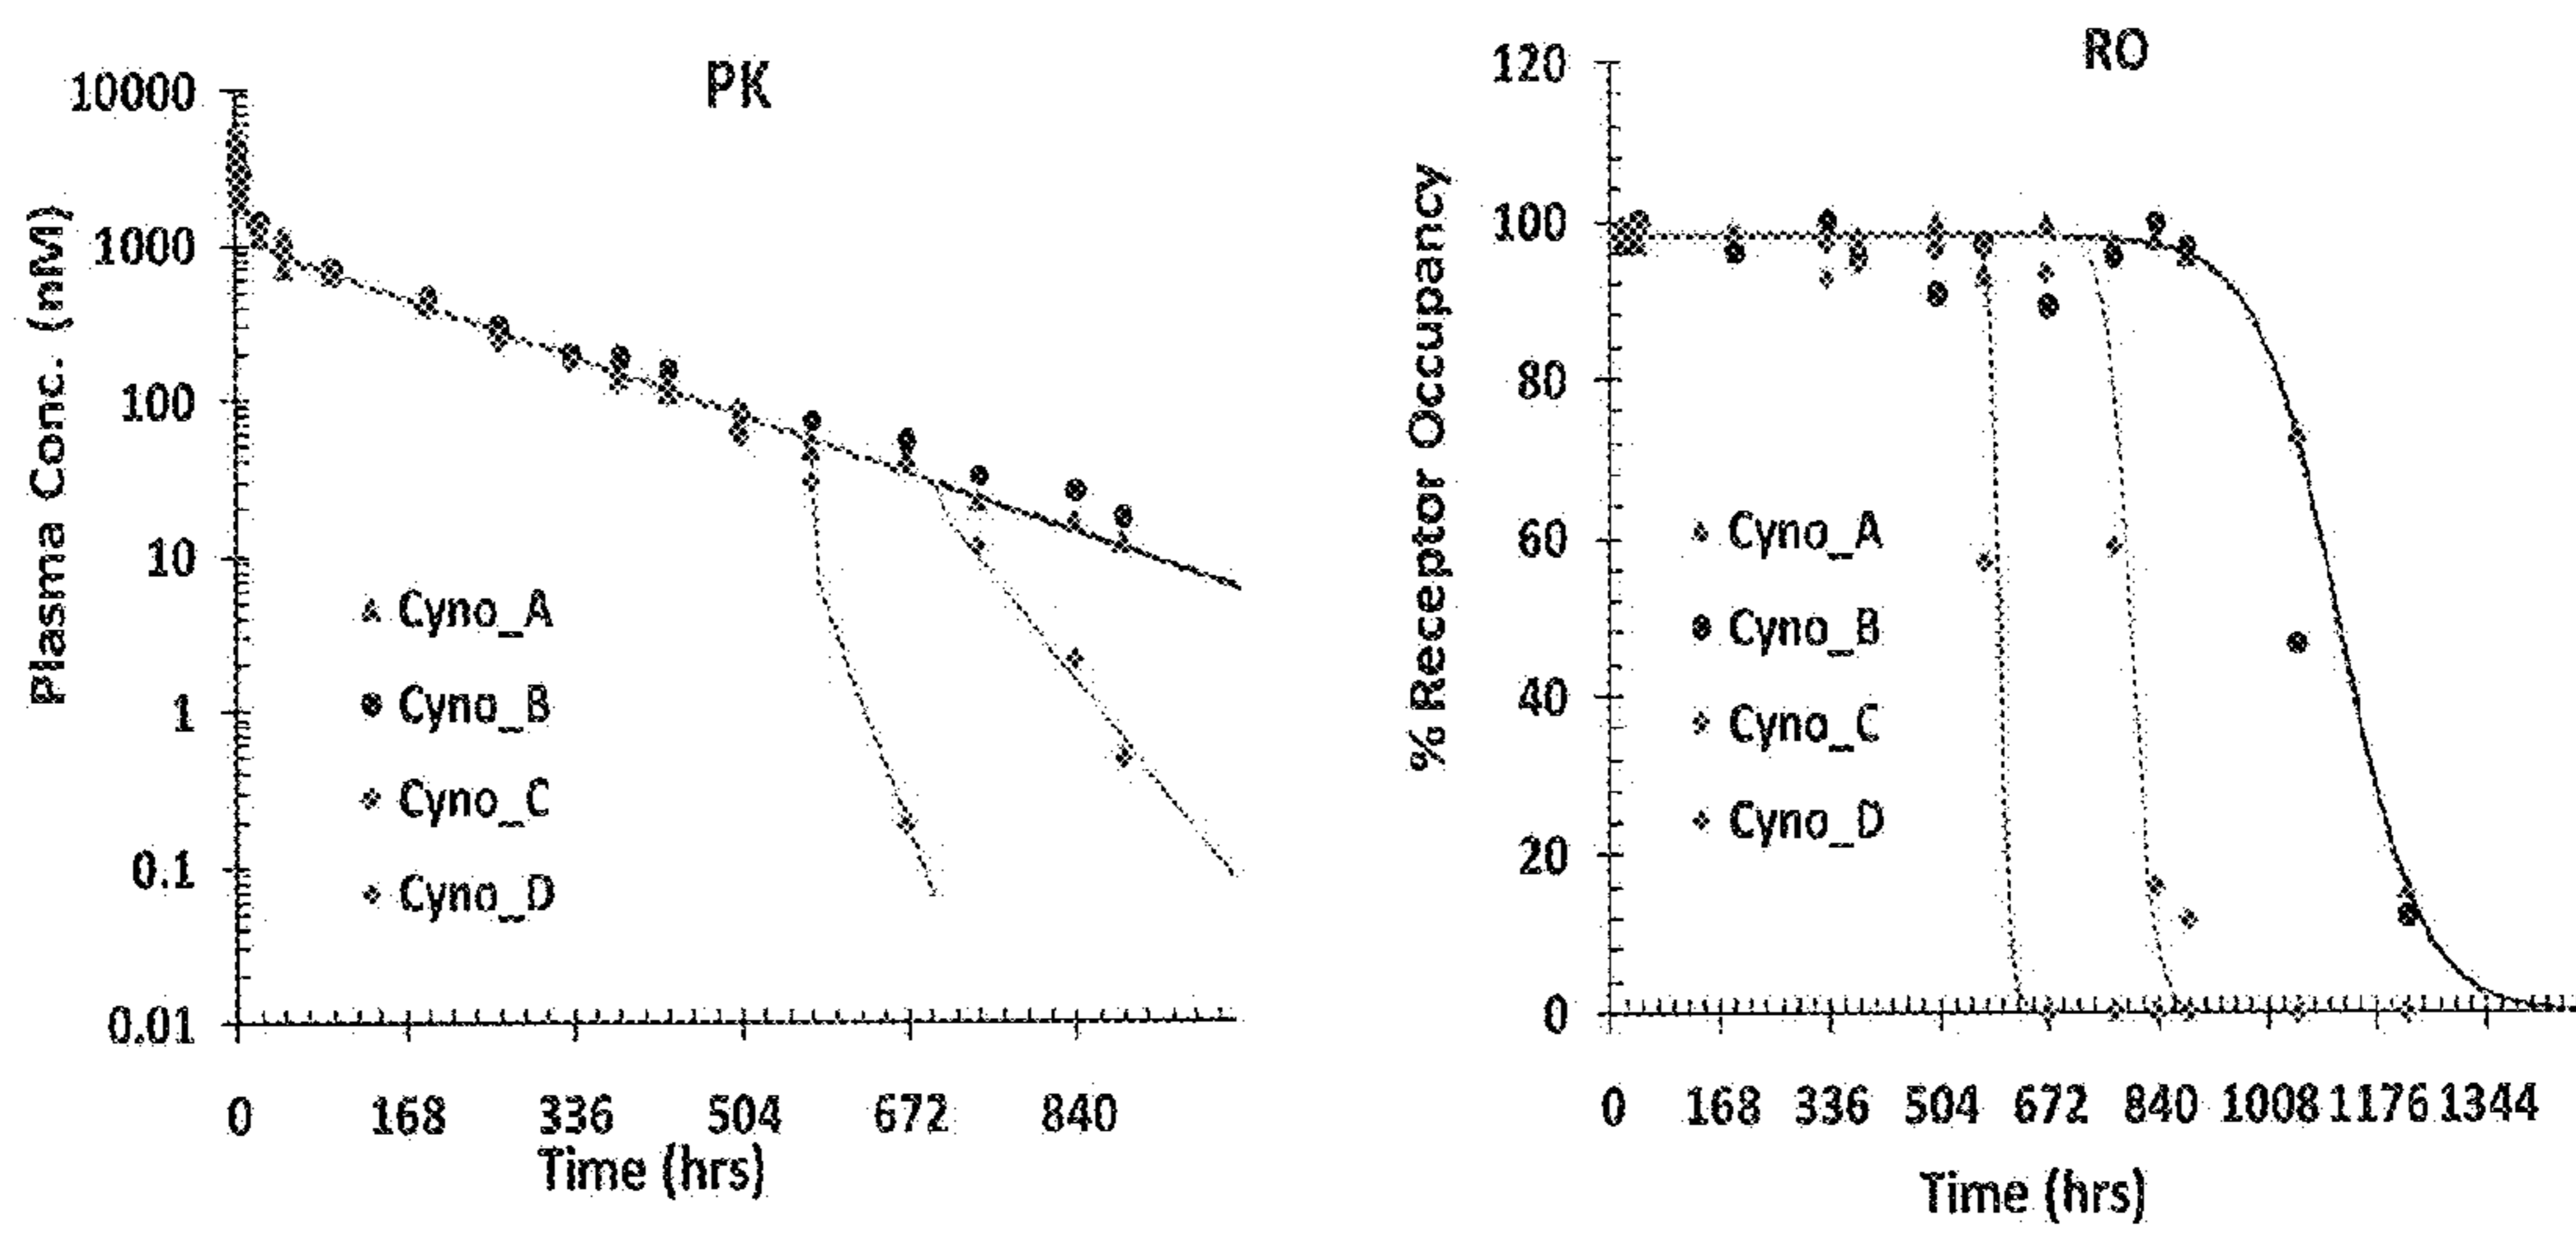 PK
10000
1000
100
10
1
0.1
0.01
Plasma Conc. (nM)
Cyno_A
Cyno_B
Cyno_C
Cyno_D
0 168 336 504 672 840
Time (hrs)
RO
120
100
80
60
40
20
0
% Receptor Occupancy
Cyno_A
Cyno_B
Cyno_C
Cyno_D
0 168 336 504 672 840 1008 1176 1344
Time (hrs)